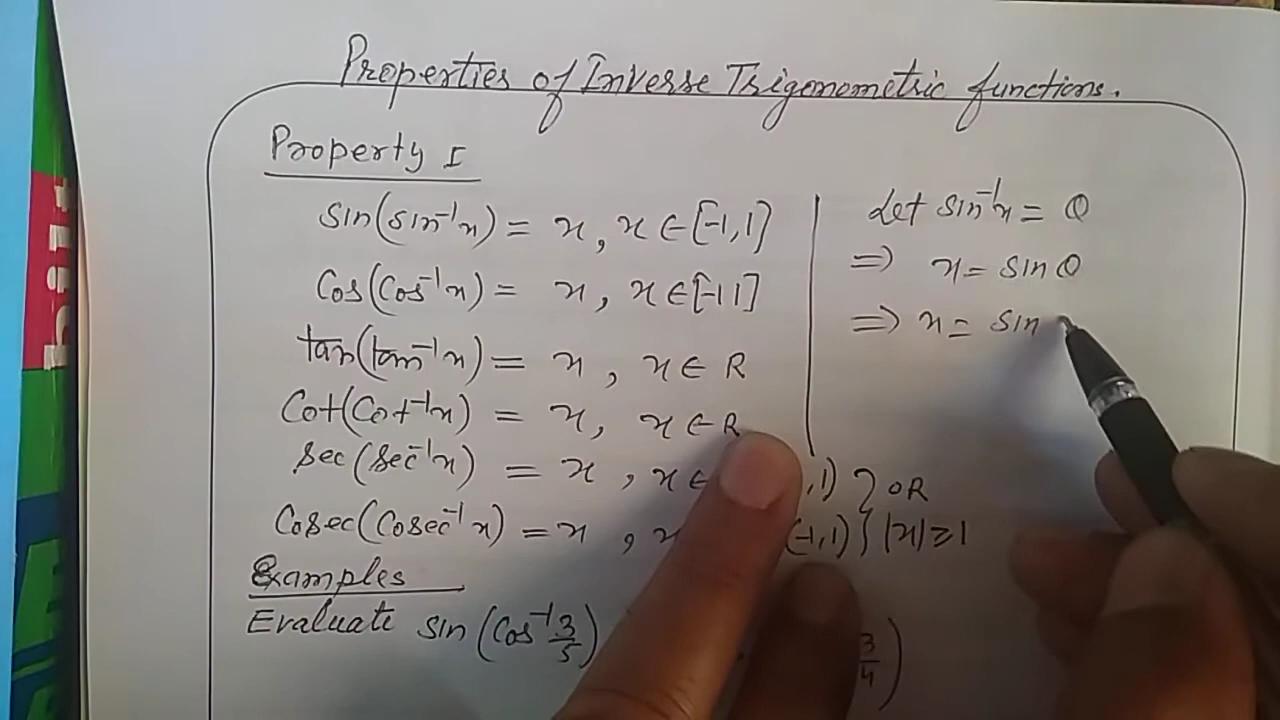 Properties of Inverse Trigonometric functions.
Property I
sin(sin⁻¹x) = x, x ∈ [-1,1]
Cos(Cos⁻¹x) = x, x ∈ [-1 1]
tan(tan⁻¹x) = x, x ∈ R
Cot(Cot⁻¹x) = x, x ∈ R
sec(sec⁻¹x) = x, x ∈ ,1) } OR
Cosec(Cosec⁻¹x) = x, x (-1,1) } |x| ≥ 1
Let sin⁻¹x = θ
=> x = sin θ
=> x = sin
Examples
Evaluate sin(Cos⁻¹ 3/5) 3/4)